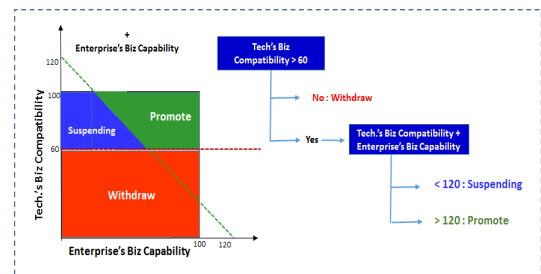 +
Enterprise's Biz Capability
120
100
60
Tech.'s Biz Compatibility
Suspending
Promote
Withdraw
100
120
Enterprise's Biz Capability
Tech's Biz
Compatibility > 60
No : Withdraw
Yes
Tech.'s Biz Compatibility +
Enterprise's Biz Capability
< 120 : Suspending
> 120 : Promote